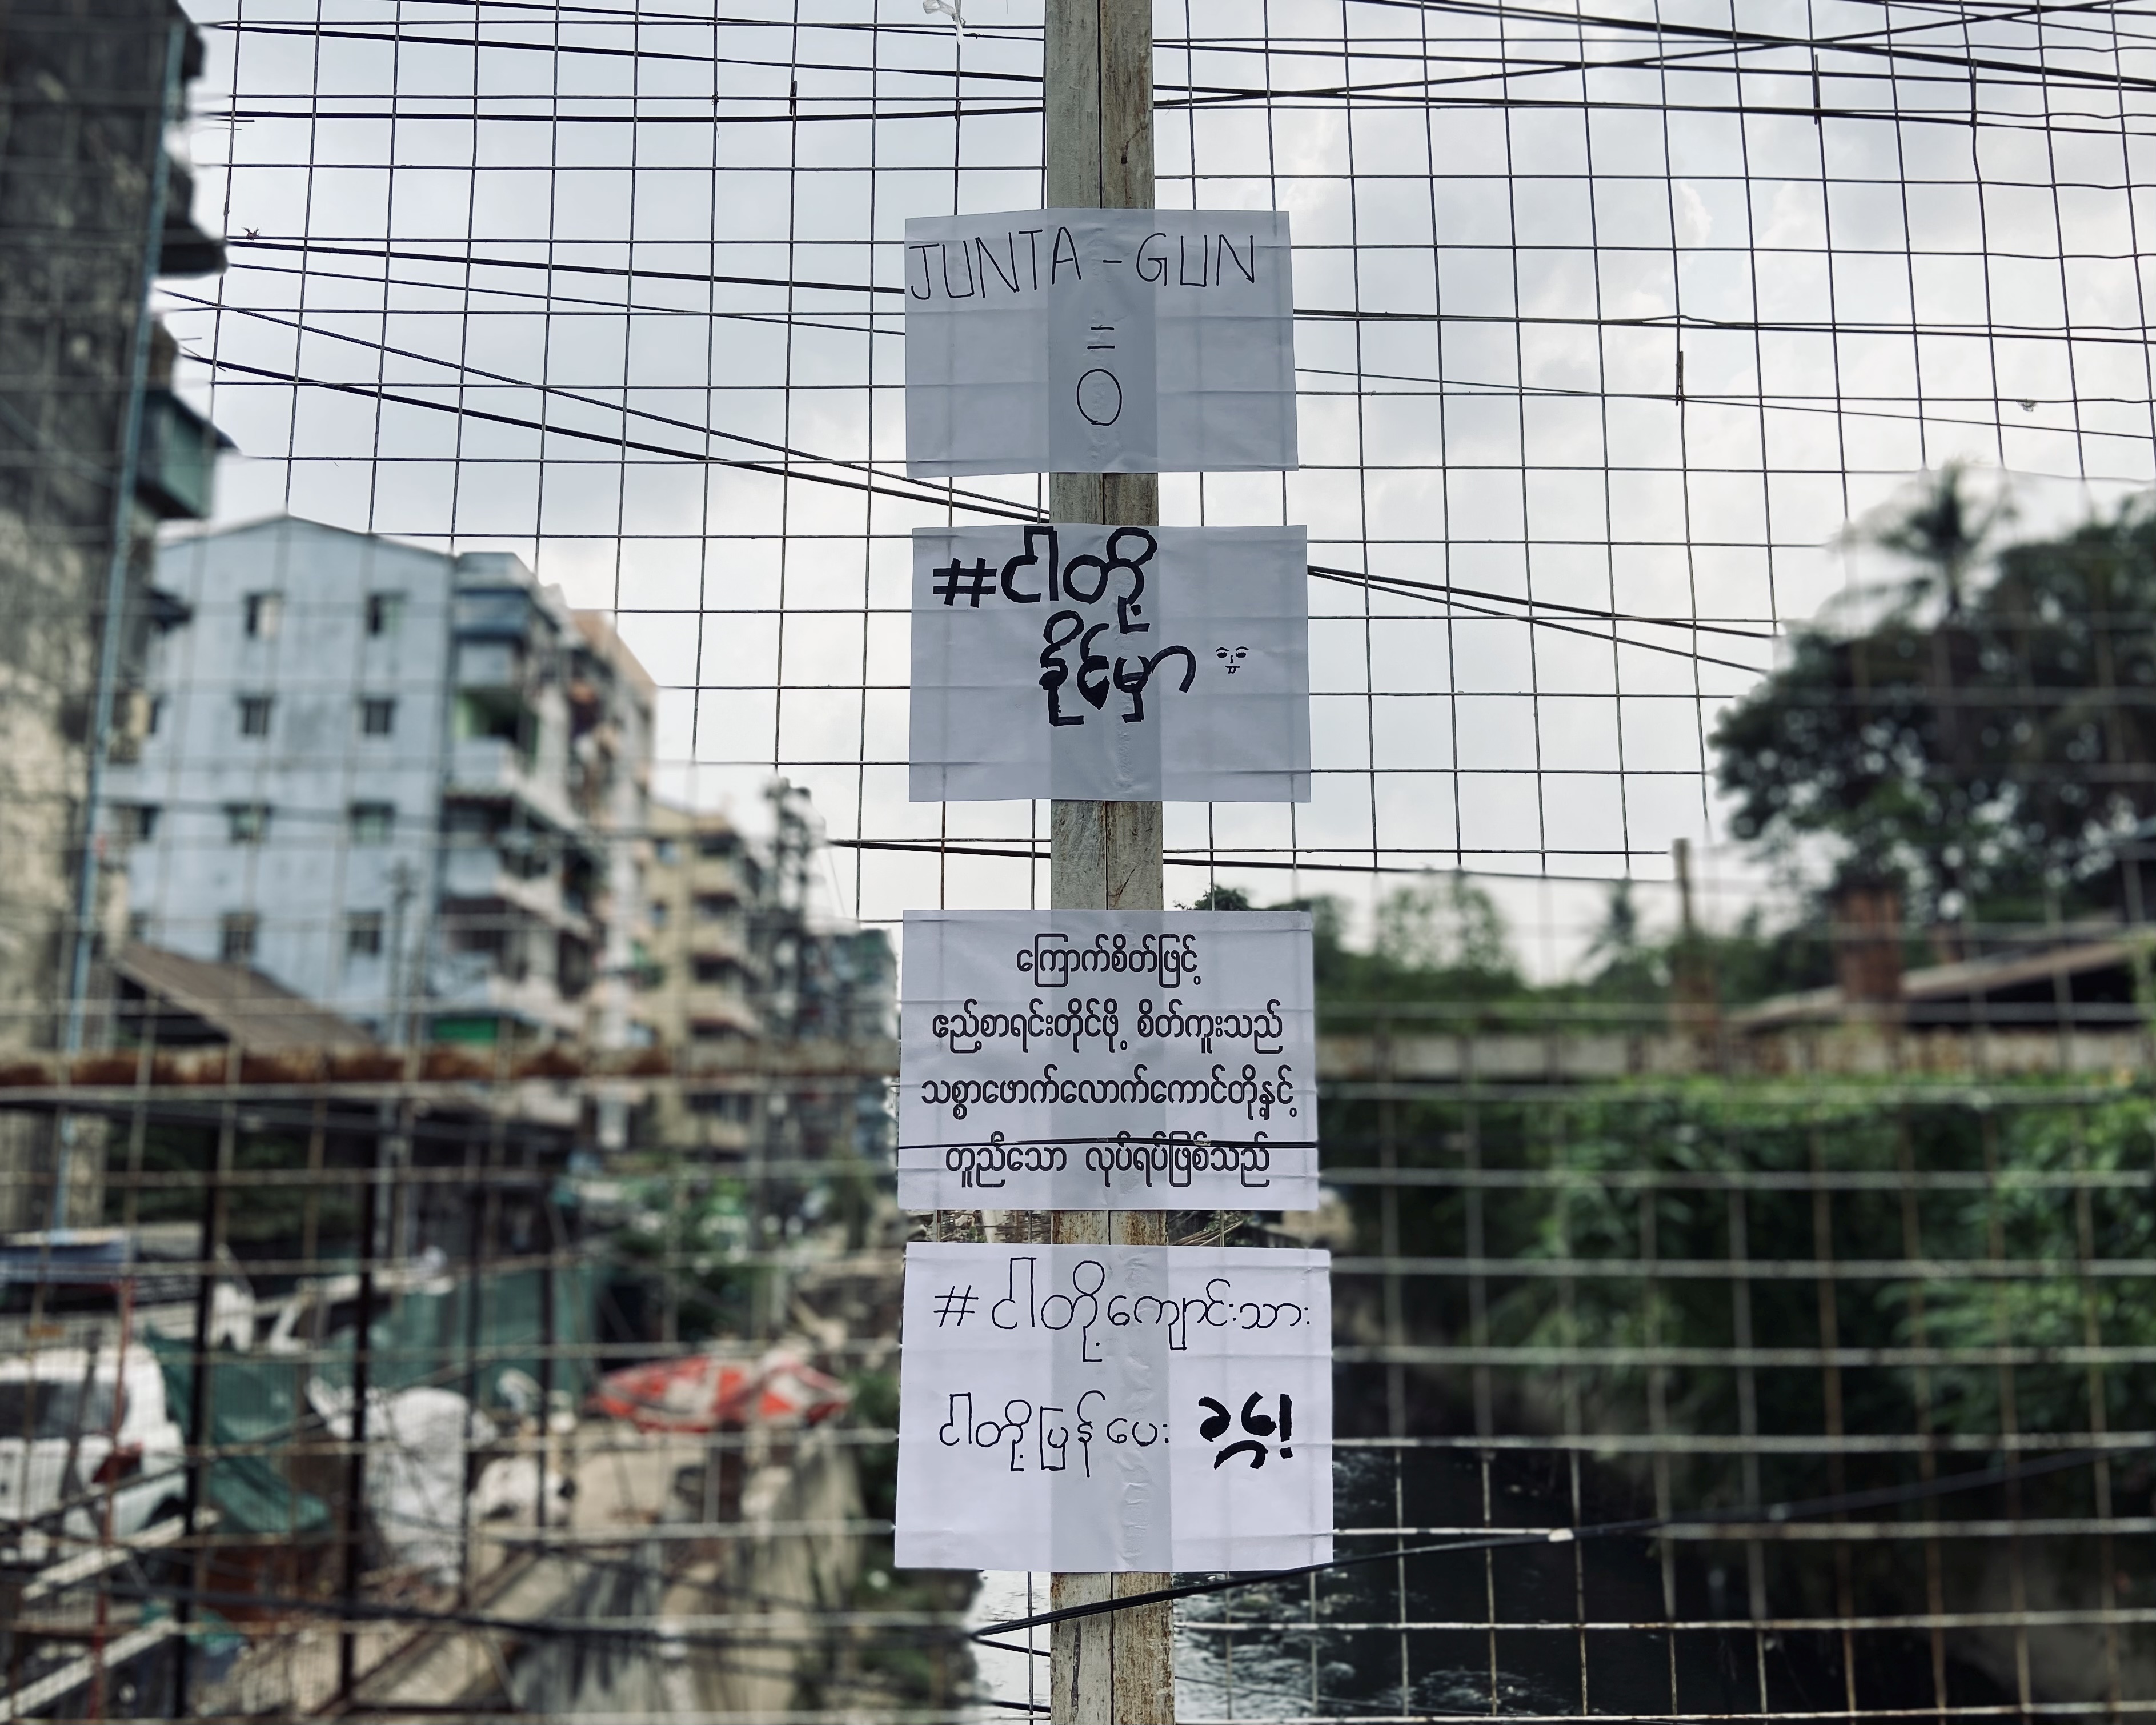 JUNTA - GUN
=
0
#ငါတို့
နိုင်မှာ
ကြောက်စိတ်ဖြင့်
ဧည့်စာရင်းတိုင်ဖို့ စိတ်ကူးသည်
သစ္စာဖောက်လောက်ကောင်တို့နှင့်
တူညီသော လုပ်ရပ်ဖြစ်သည်
# ငါတို့ကျောင်းသား
ငါတို့ပြန်ပေး